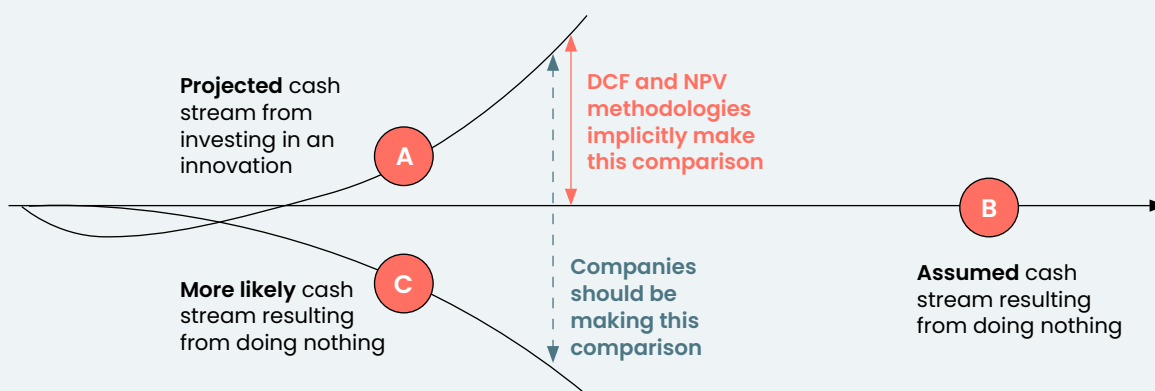 Projected cash
stream from
investing in an
innovation
A
DCF and NPV
methodologies
implicitly make
this comparison
B
C
More likely cash
stream resulting
from doing nothing
Companies
should be
making this
comparison
Assumed cash
stream resulting
from doing nothing